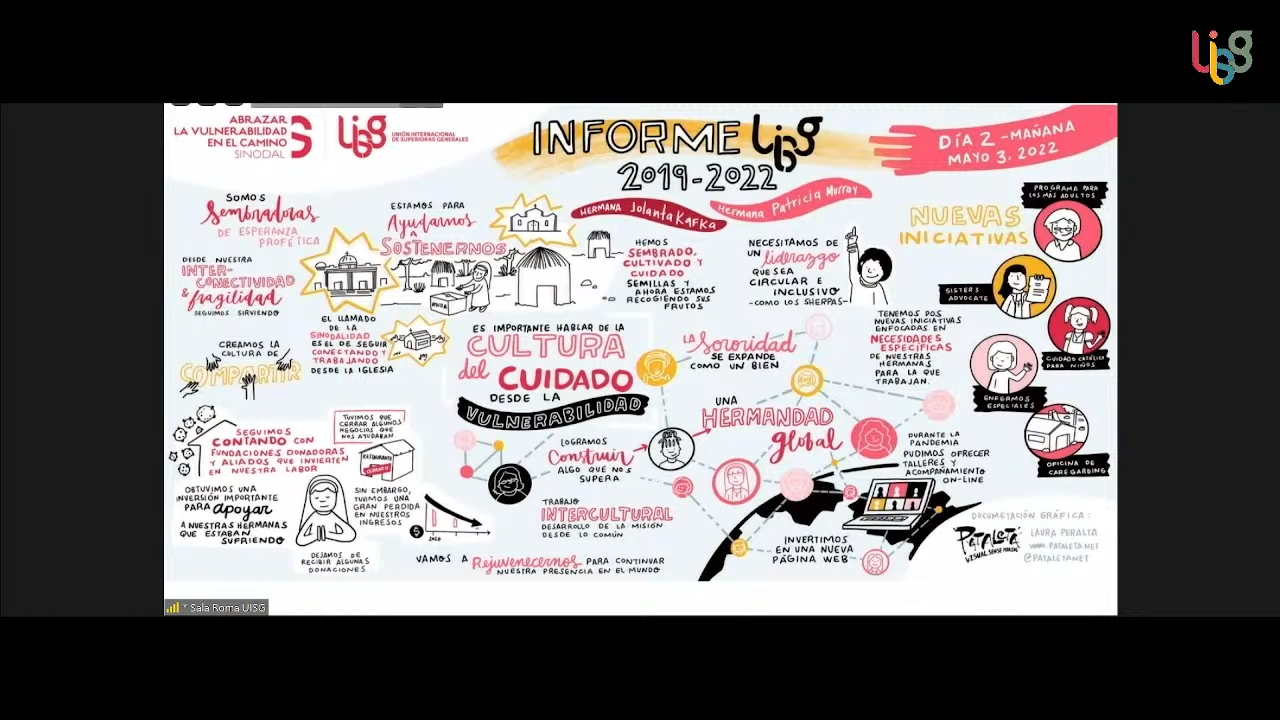 uisg
ABRAZAR
LA VULNERABILIDAD
EN EL CAMINO
SINODAL
uisg
UNIÓN INTERNACIONAL
DE SUPERIORAS GENERALES
INFORME uisg
2019-2022
DÍA 2 - MAÑANA
MAYO 3, 2022
SOMOS
Sembradoras
DE ESPERANZA
PROFÉTICA
DESDE NUESTRA
INTER-
CONECTIVIDAD
& fragilidad
SEGUIMOS SIRVIENDO
CREAMOS LA
CULTURA DE
COMPARTIR
ESTAMOS PARA
Ayudarnos
A
SOSTENERNOS
EL LLAMADO
DE LA
SINODALIDAD
ES EL DE SEGUIR
CONECTANDO Y
TRABAJANDO
DESDE LA IGLESIA
HERMANA Jolanta Kafka
Hermana Patricia Murray
HEMOS
SEMBRADO,
CULTIVADO Y
CUIDADO
SEMILLAS Y
AHORA ESTAMOS
RECOGIENDO SUS
FRUTOS
NECESITAMOS DE
UN liderazgo
QUE SEA
CIRCULAR E
INCLUSIVO
-COMO LOS SHERPAS-
NUEVAS
INICIATIVAS
PROGRAMA PARA
LOS MÁS ADULTOS
SISTERS
ADVOCATE
CUIDADO CATÓLICO
PARA NIÑOS
ENFERMOS
ESPECIALES
OFICINA DE
CARE GARDING
TENEMOS DOS
NUEVAS INICIATIVAS
ENFOCADAS EN
NECESIDADES
ESPECÍFICAS
DE NUESTRAS
HERMANAS
PARA LA QUE
TRABAJAN.
ES IMPORTANTE HABLAR DE LA
CULTURA
del CUIDADO
DESDE LA
VULNERABILIDAD
LA Sororidad
SE EXPANDE
COMO UN BIEN
UNA
HERMANDAD
global
LOGRAMOS
Construir
ALGO QUE NOS
SUPERA
TRABAJO
INTERCULTURAL
DESARROLLO DE LA MISIÓN
DESDE LO COMÚN
SEGUIMOS
CONTANDO CON
FUNDACIONES DONADORAS
Y ALIADOS QUE INVIERTEN
EN NUESTRA LABOR
TUVIMOS QUE
CERRAR ALGUNOS
NEGOCIOS QUE
NOS AYUDABAN
RESTAURANTE
CERRADO
OBTUVIMOS UNA
INVERSIÓN IMPORTANTE
PARA apoyar
A NUESTRAS HERMANAS
QUE ESTABAN
SUFRIENDO
SIN EMBARGO,
TUVIMOS UNA
GRAN PERDIDA
EN NUESTROS
INGRESOS
$
2020
DEJAMOS DE
RECIBIR ALGUNAS
DONACIONES
VAMOS A Rejuvenecernos PARA CONTINUAR
NUESTRA PRESENCIA EN EL MUNDO
DURANTE LA
PANDEMIA
PUDIMOS OFRECER
TALLERES Y
ACOMPAÑAMIENTO
ON-LINE
INVERTIMOS
EN UNA NUEVA
PÁGINA WEB
DOCUMETACIÓN GRÁFICA:
PATALETA
LAURA PERALTA
WWW.PATALETA.NET
@PATALETANET
Sala Roma UISG